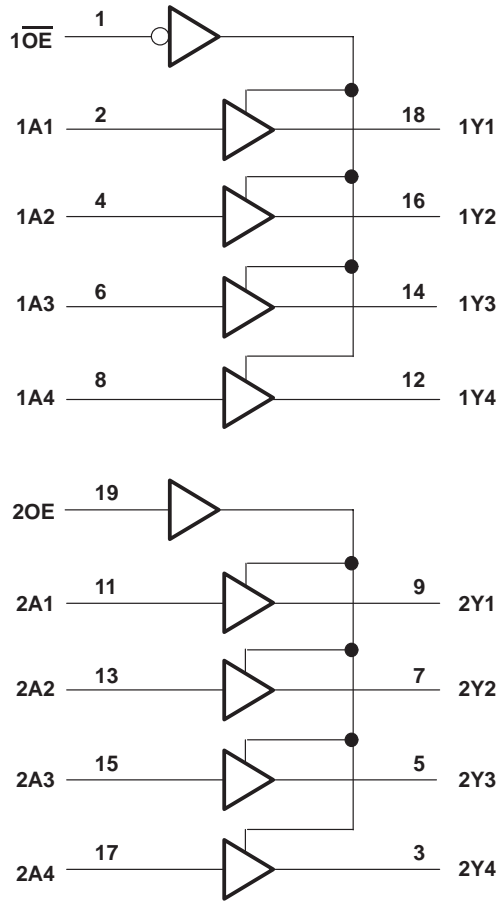 1O̅E̅ 1
1A1 2 18 1Y1
1A2 4 16 1Y2
1A3 6 14 1Y3
1A4 8 12 1Y4
2OE 19
2A1 11 9 2Y1
2A2 13 7 2Y2
2A3 15 5 2Y3
2A4 17 3 2Y4